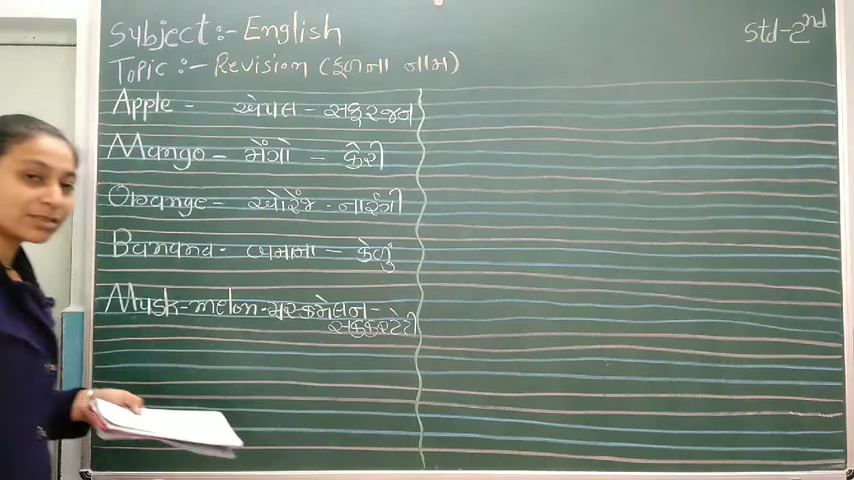 Subject:- English
Std-2nd
Topic:- Revision (ફળના નામ)
Apple - એપલ - સફરજન
Mango - મેંગો - કેરી
Orange - ઓરેંજ - નારંગી
Banana - બનાના - કેળું
Musk-melon - મસ્કમેલન -
સક્કરટેટી